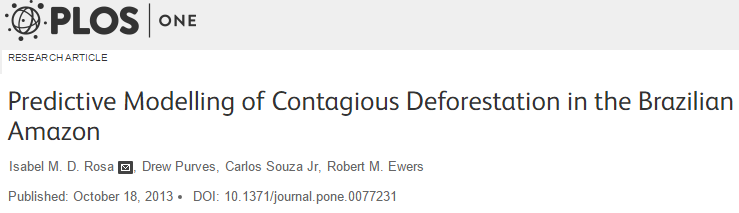 PLOS | ONE
RESEARCH ARTICLE
Predictive Modelling of Contagious Deforestation in the Brazilian
Amazon
Isabel M. D. Rosa , Drew Purves, Carlos Souza Jr, Robert M. Ewers
Published: October 18, 2013 • DOI: 10.1371/journal.pone.0077231